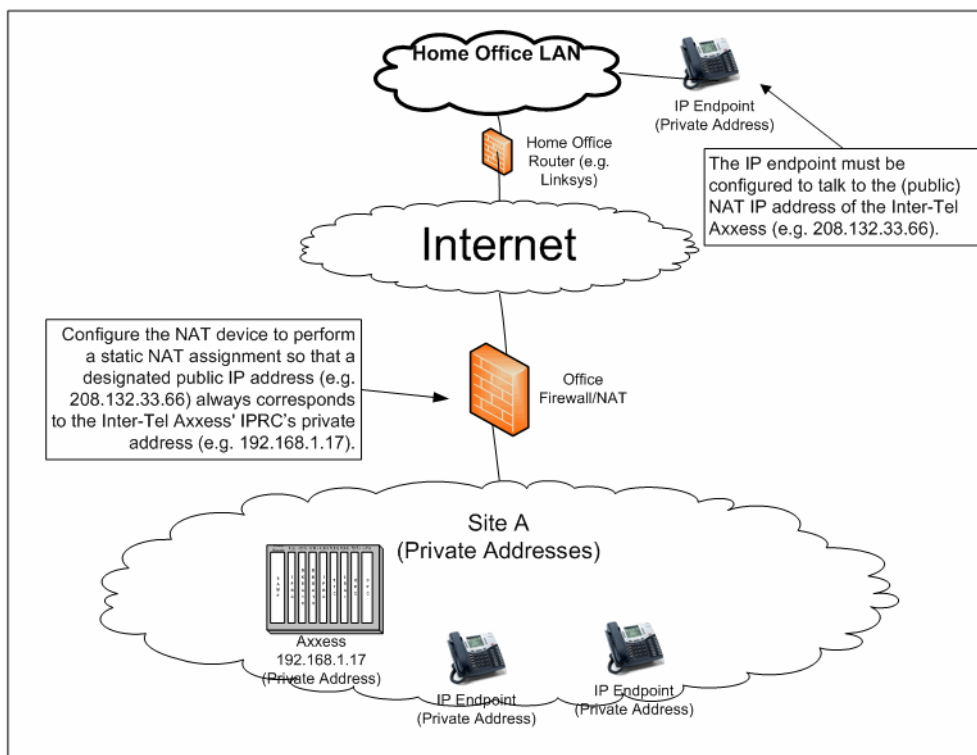 Home Office LAN
IP Endpoint
(Private Address)
Home Office
Router (e.g.
Linksys)
The IP endpoint must be
configured to talk to the (public)
NAT IP address of the Inter-Tel
Axxess (e.g. 208.132.33.66).
Internet
Configure the NAT device to perform
a static NAT assignment so that a
designated public IP address (e.g.
208.132.33.66) always corresponds
to the Inter-Tel Axxess' IPRC's private
address (e.g. 192.168.1.17).
Office
Firewall/NAT
Site A
(Private Addresses)
Axxess
192.168.1.17
(Private Address)
IP Endpoint
(Private Address)
IP Endpoint
(Private Address)